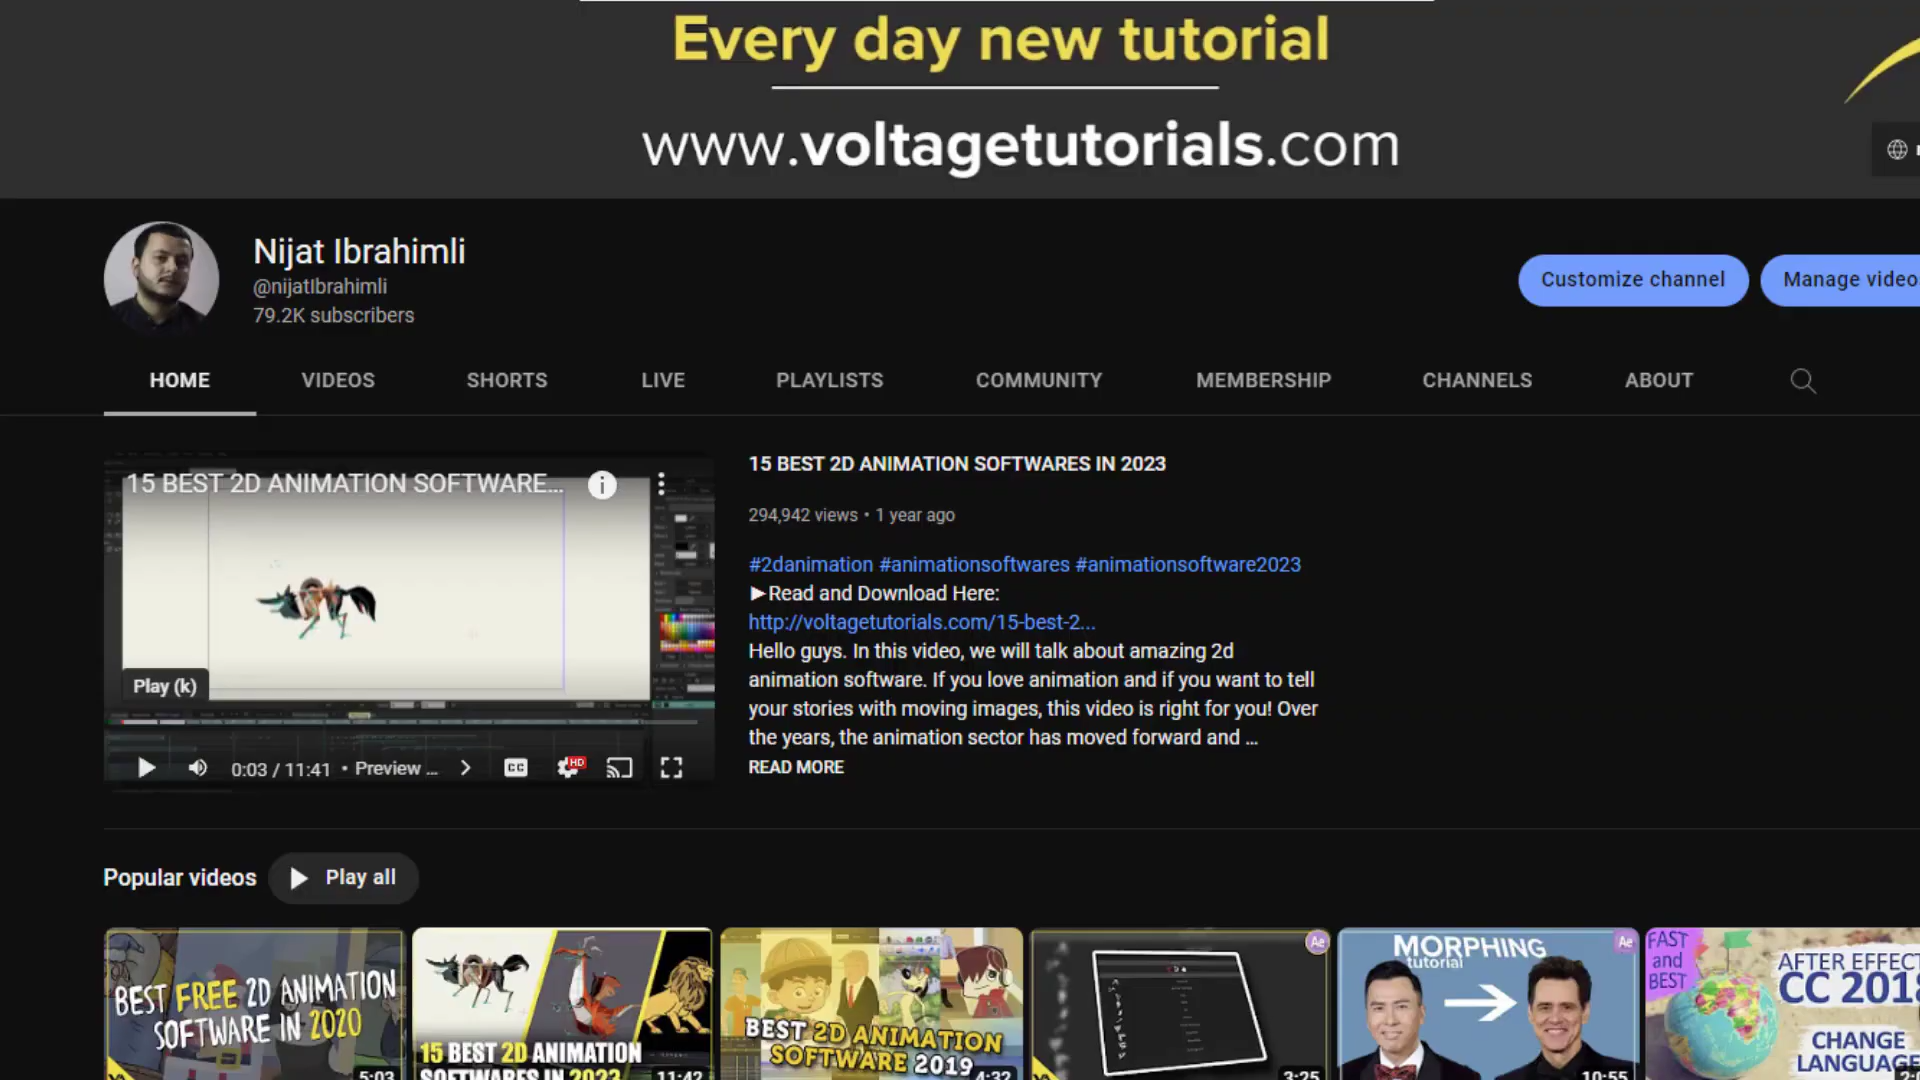 Every day new tutorial
www.voltagetutorials.com
Nijat Ibrahimli
@nijatIbrahimli
79.2K subscribers
Customize channel
Manage video
HOME
VIDEOS
SHORTS
LIVE
PLAYLISTS
COMMUNITY
MEMBERSHIP
CHANNELS
ABOUT
15 BEST 2D ANIMATION SOFTWARE...
Play (k)
0:03 / 11:41 • Preview ...
CC
HD
15 BEST 2D ANIMATION SOFTWARES IN 2023
294,942 views • 1 year ago
#2danimation #animationsoftwares #animationsoftware2023
►Read and Download Here:
http://voltagetutorials.com/15-best-2...
Hello guys. In this video, we will talk about amazing 2d
animation software. If you love animation and if you want to tell
your stories with moving images, this video is right for you! Over
the years, the animation sector has moved forward and ...
READ MORE
Popular videos
Play all
BEST FREE 2D ANIMATION
SOFTWARE IN 2020
5:03
15 BEST 2D ANIMATION
SOFTWARES IN 2023
11:42
BEST 2D ANIMATION
SOFTWARE 2019
4:32
Ae
3:25
MORPHING
tutorial
Ae
10:55
FAST
and
BEST
AFTER EFFECT
CC 2018
CHANGE
LANGUAGE